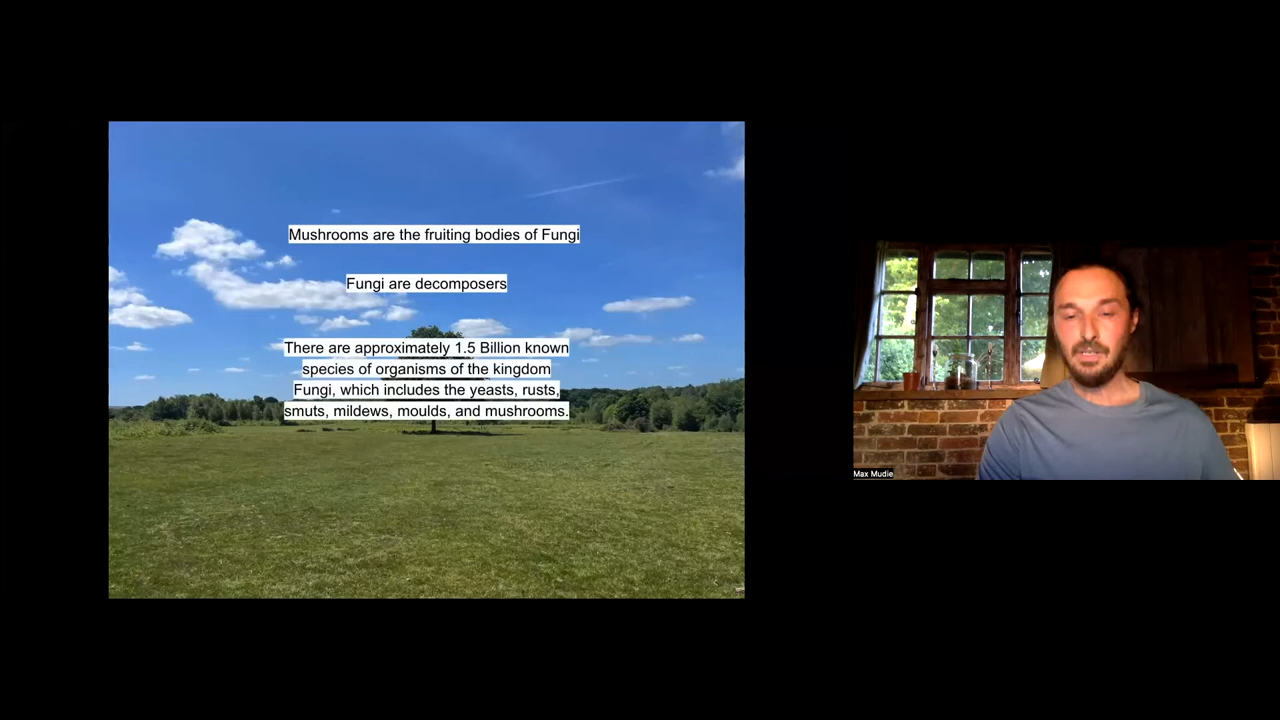 Mushrooms are the fruiting bodies of Fungi
Fungi are decomposers
There are approximately 1.5 Billion known
species of organisms of the kingdom
Fungi, which includes the yeasts, rusts,
smuts, mildews, moulds, and mushrooms.
Max Mudie